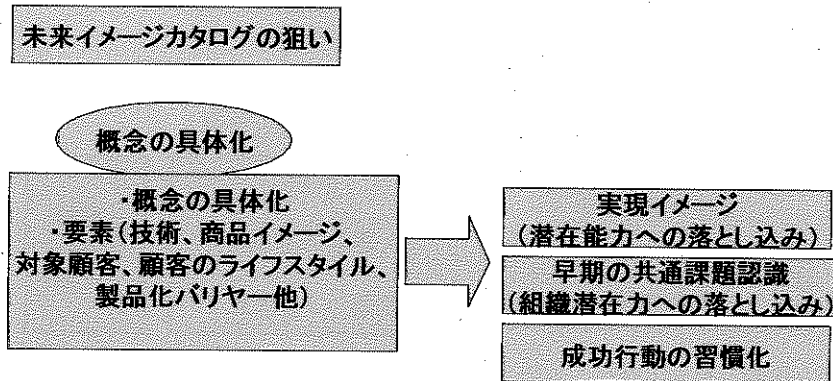 未来イメージカタログの狙い
概念の具体化
・概念の具体化
・要素(技術、商品イメージ、
対象顧客、顧客のライフスタイル、
製品化バリヤー他)
実現イメージ
(潜在能力への落とし込み)
早期の共通課題認識
(組織潜在力への落とし込み)
成功行動の習慣化